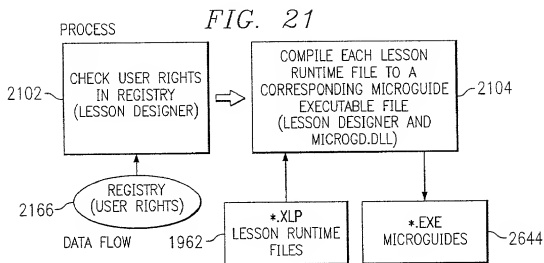 FIG. 21
PROCESS
2102
CHECK USER RIGHTS
IN REGISTRY
(LESSON DESIGNER)
COMPILE EACH LESSON
RUNTIME FILE TO A
CORRESPONDING MICROGUIDE
EXECUTABLE FILE
(LESSON DESIGNER AND
MICROGD.DLL)
2104
2166
REGISTRY
(USER RIGHTS)
DATA FLOW
1962
*.XLP
LESSON RUNTIME
FILES
*.EXE
MICROGUIDES
2644